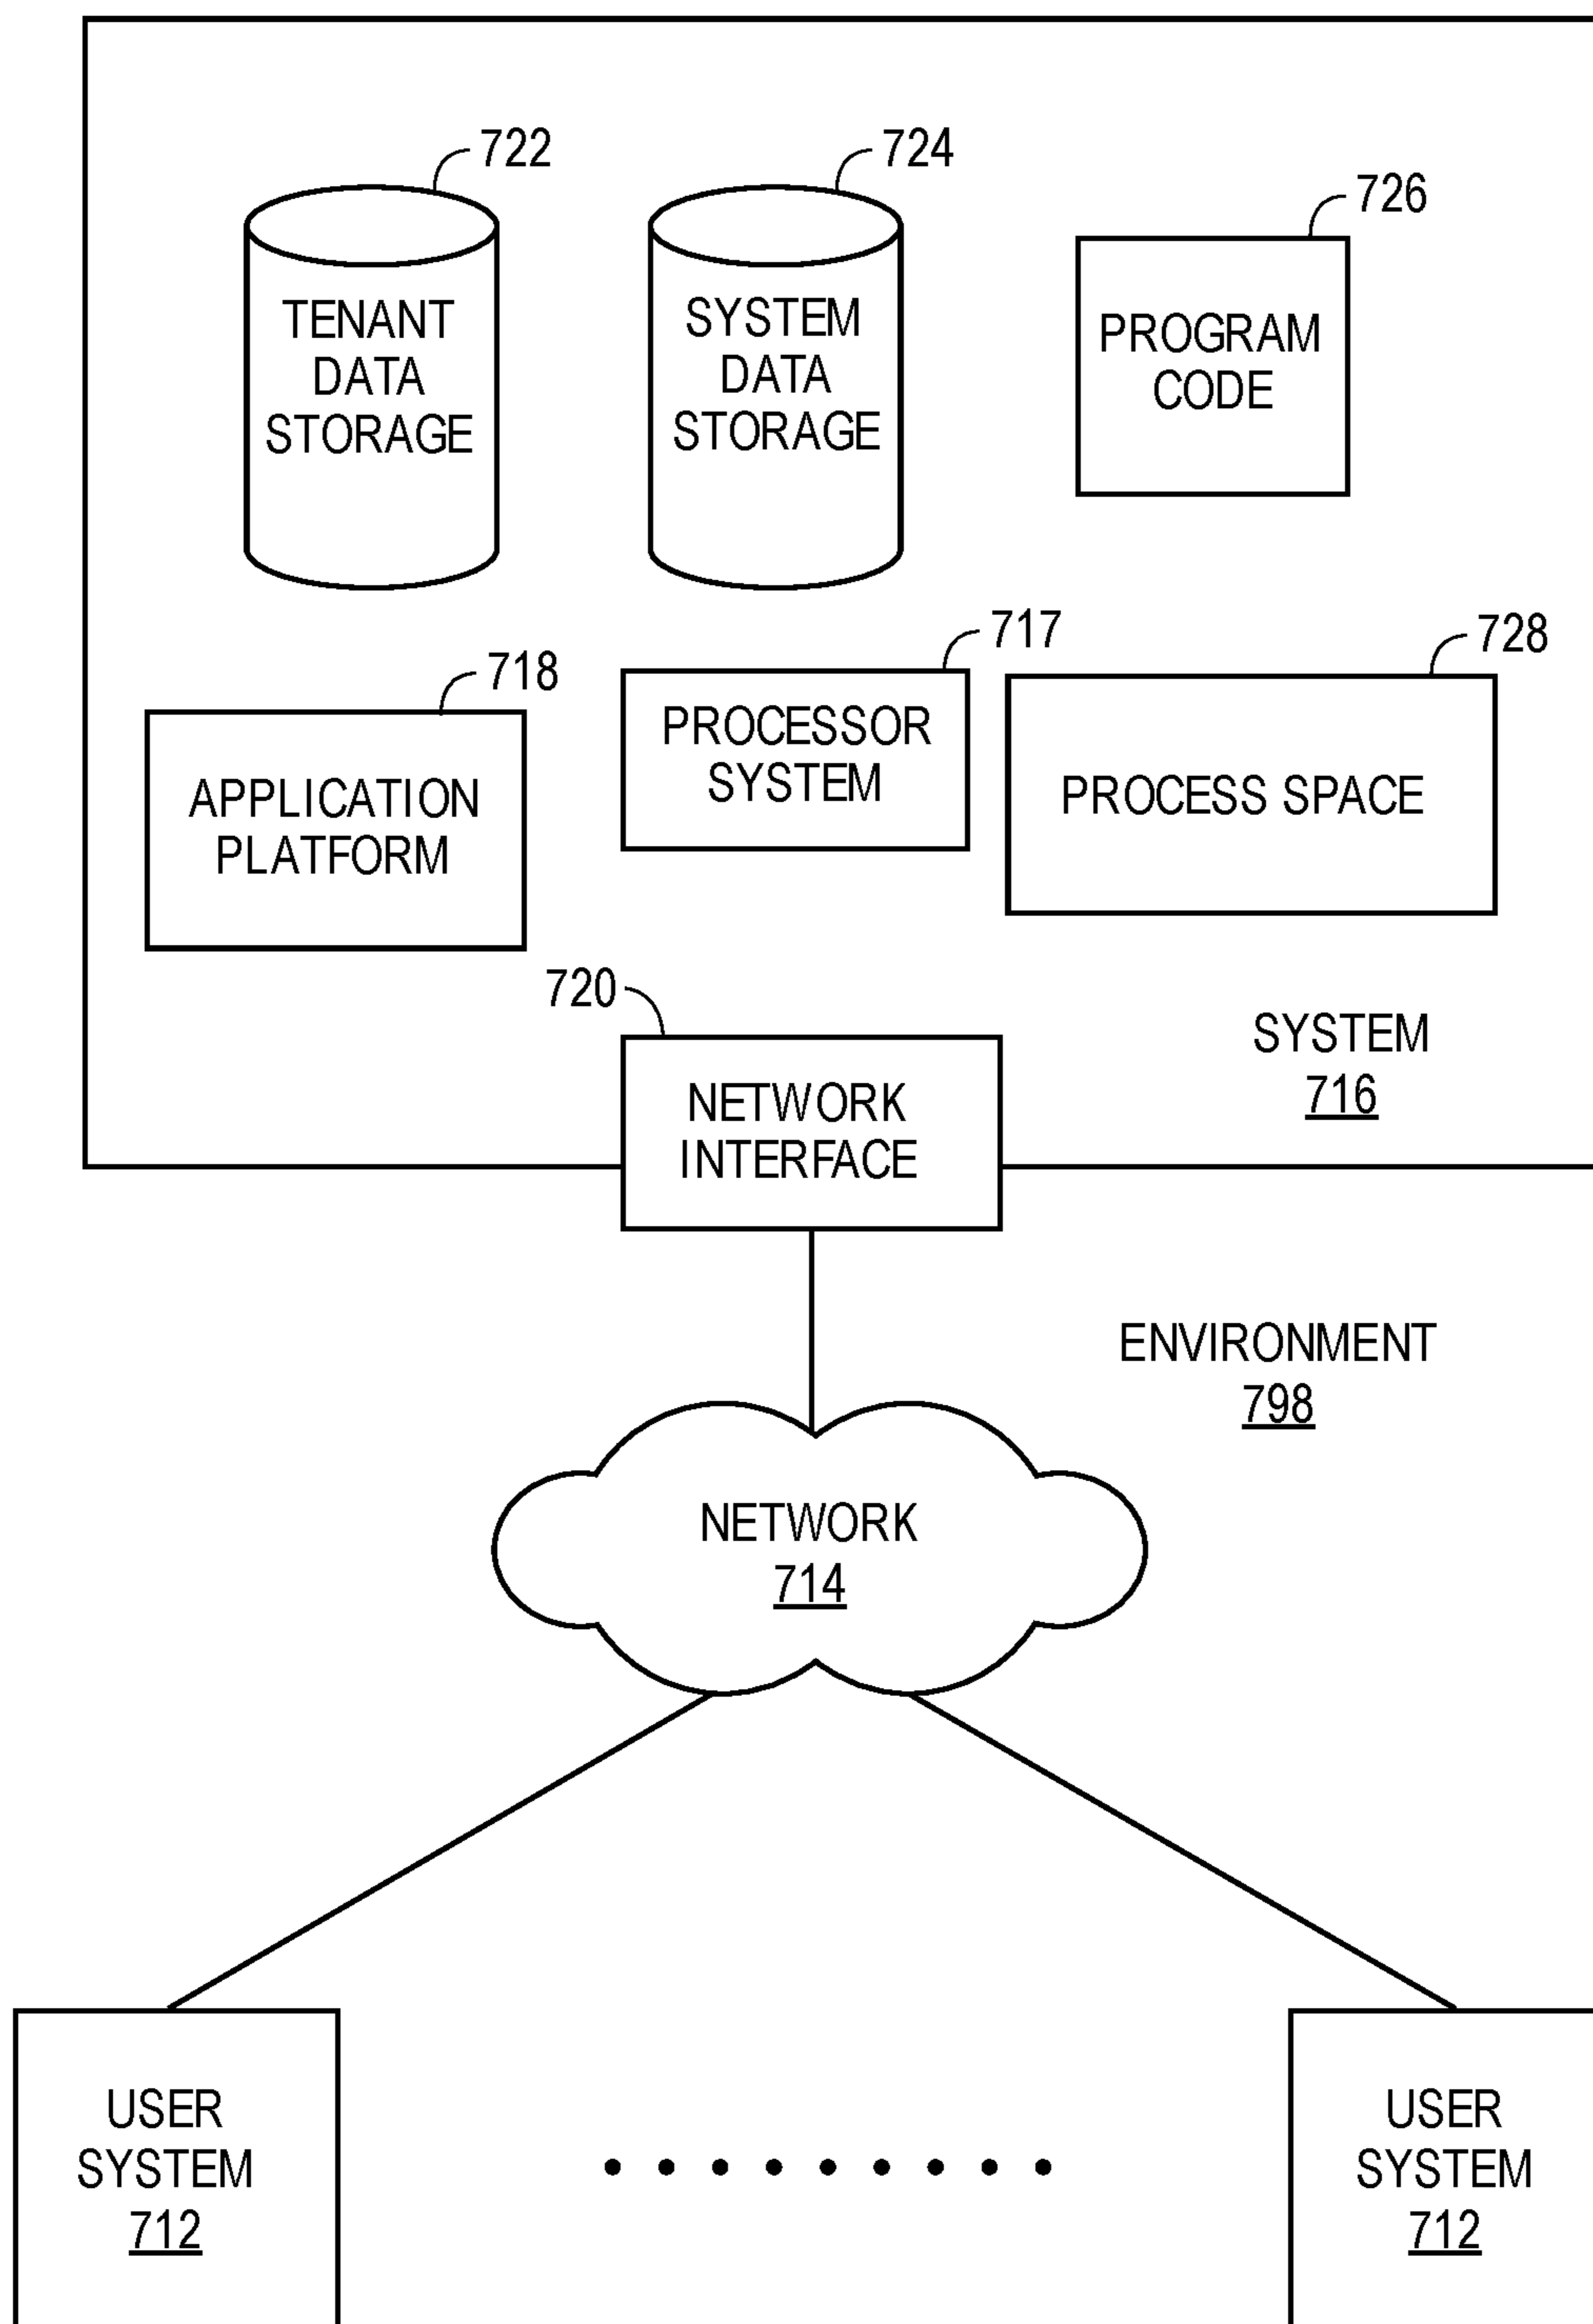 722
724
726
TENANT
DATA
STORAGE
SYSTEM
DATA
STORAGE
PROGRAM
CODE
718
717
728
APPLICATION
PLATFORM
PROCESSOR
SYSTEM
PROCESS SPACE
720
NETWORK
INTERFACE
SYSTEM
716
ENVIRONMENT
798
NETWORK
714
USER
SYSTEM
712
USER
SYSTEM
712